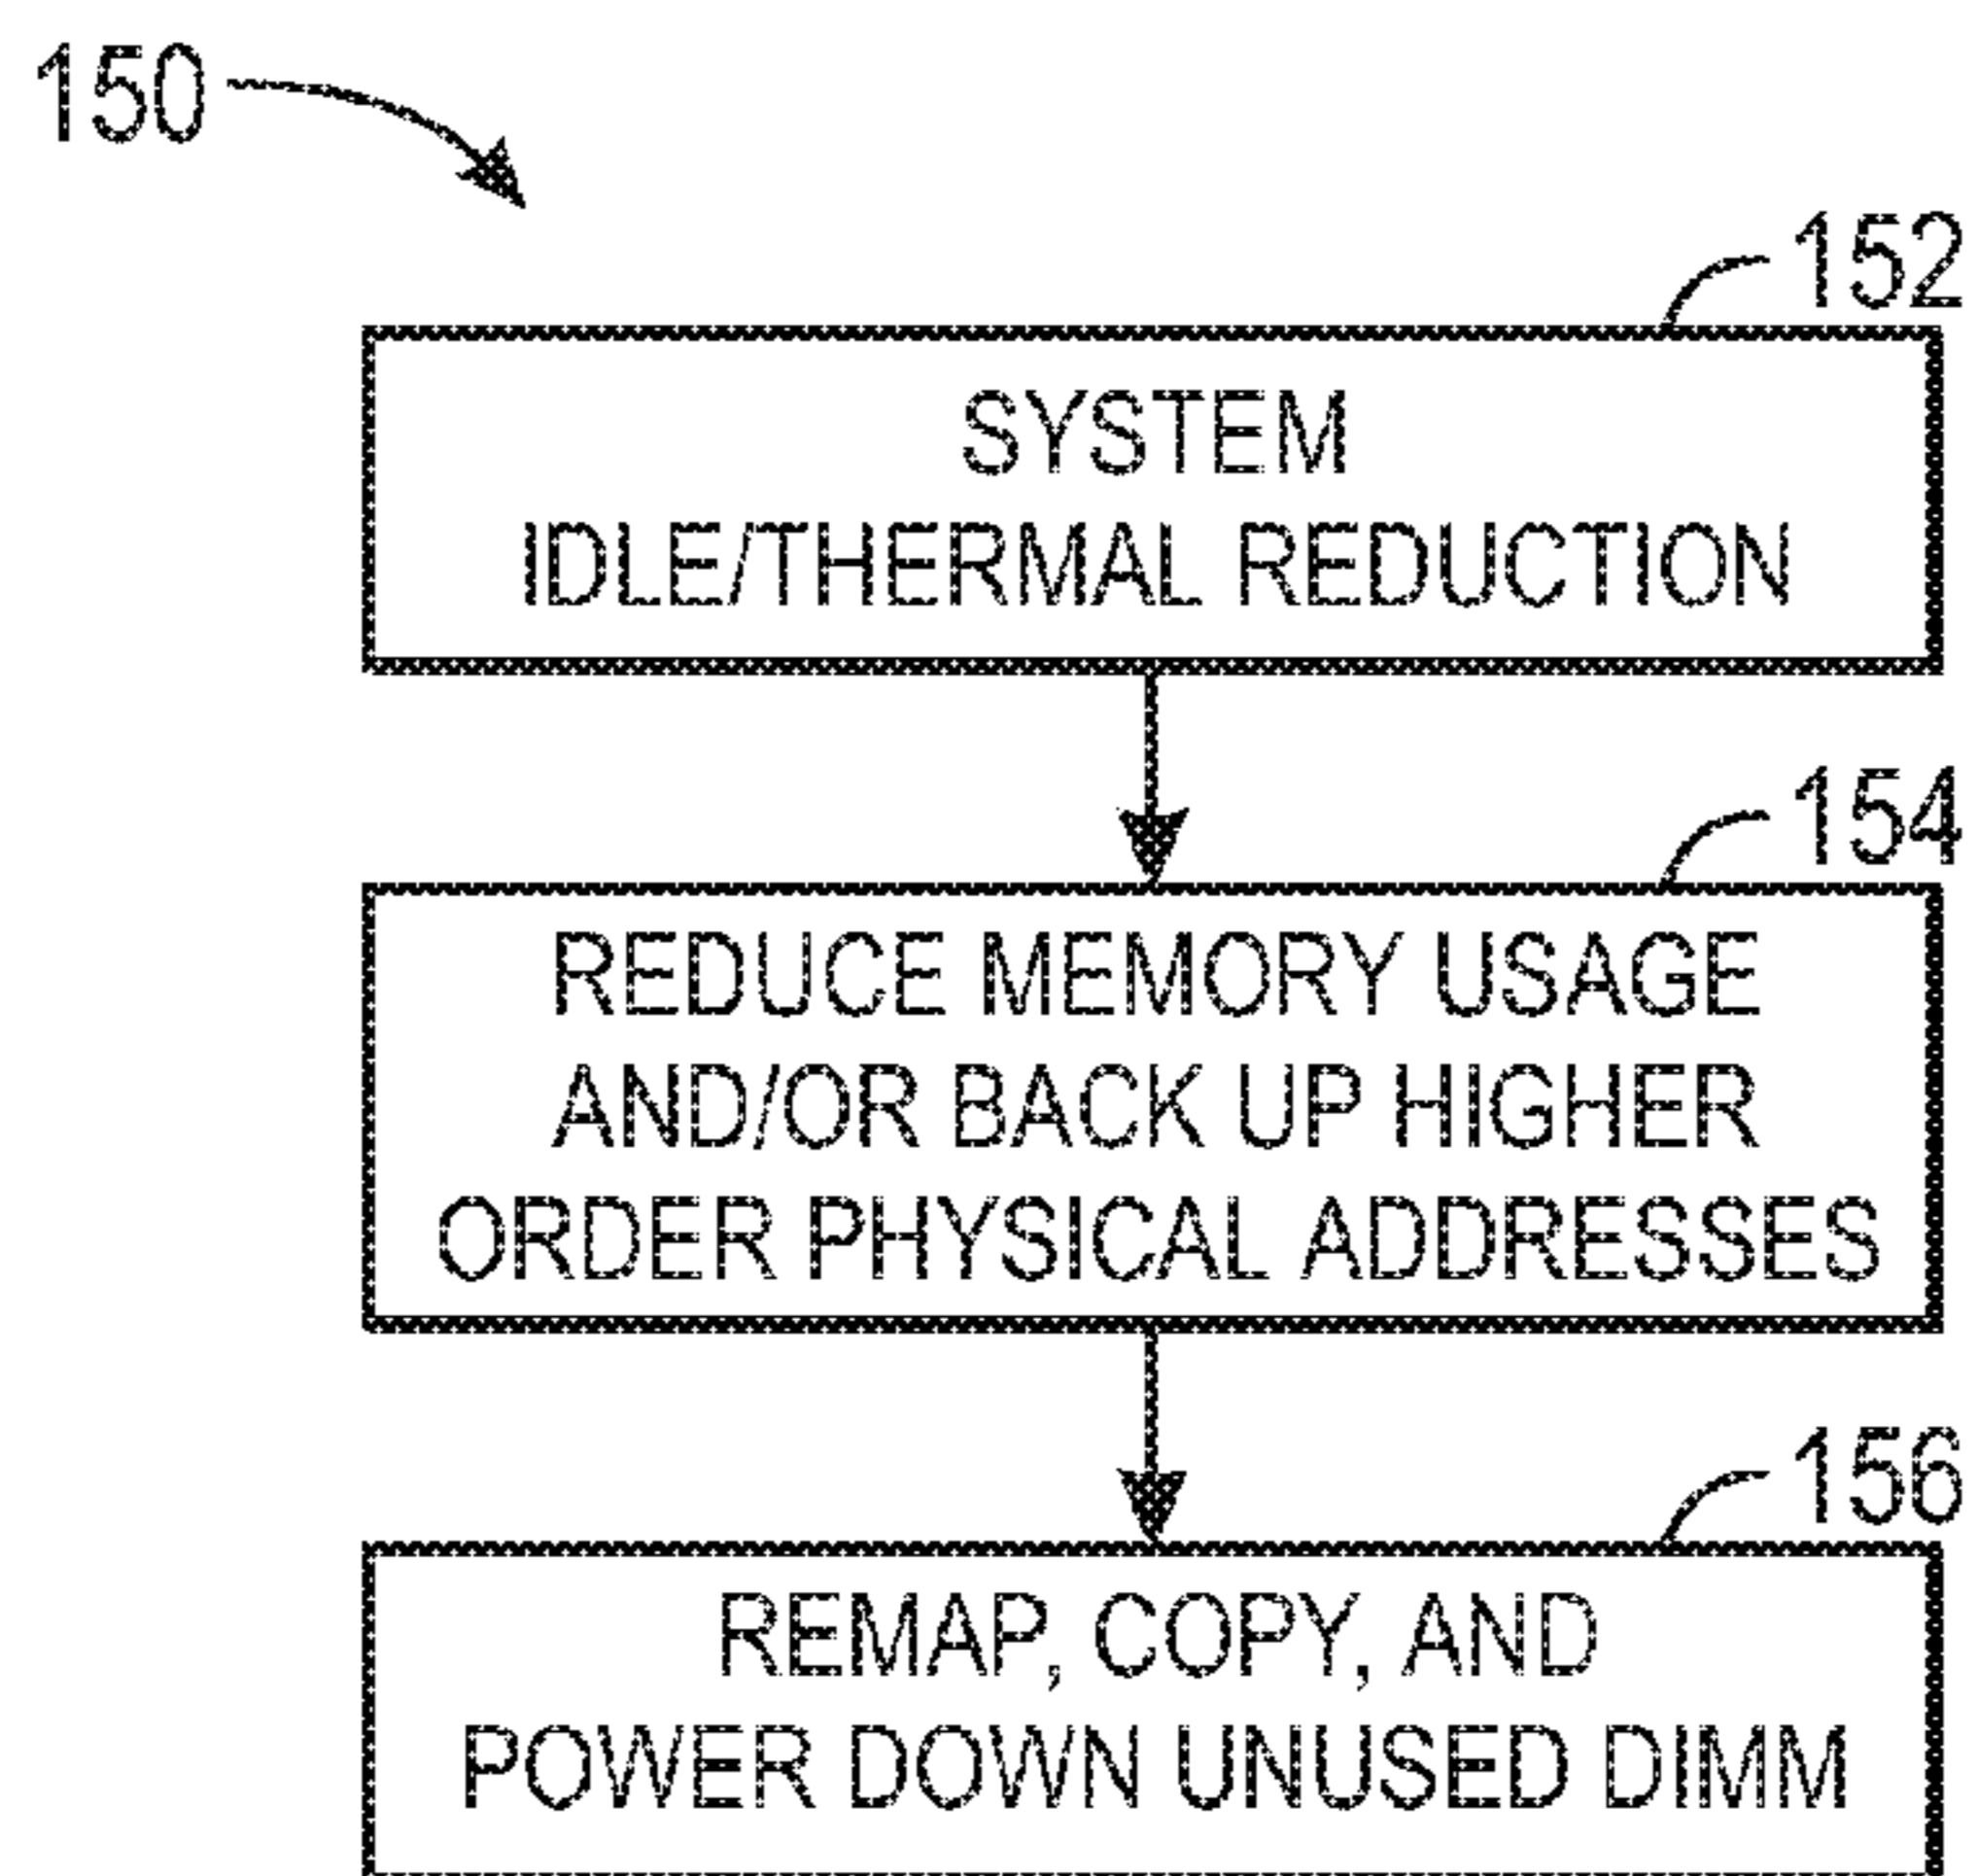 150
152
SYSTEM
IDLE/THERMAL REDUCTION
154
REDUCE MEMORY USAGE
AND/OR BACK UP HIGHER
ORDER PHYSICAL ADDRESSES
156
REMAP, COPY, AND
POWER DOWN UNUSED DIMM